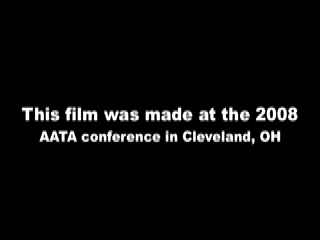 This film was made at the 2008
AATA conference in Cleveland, OH